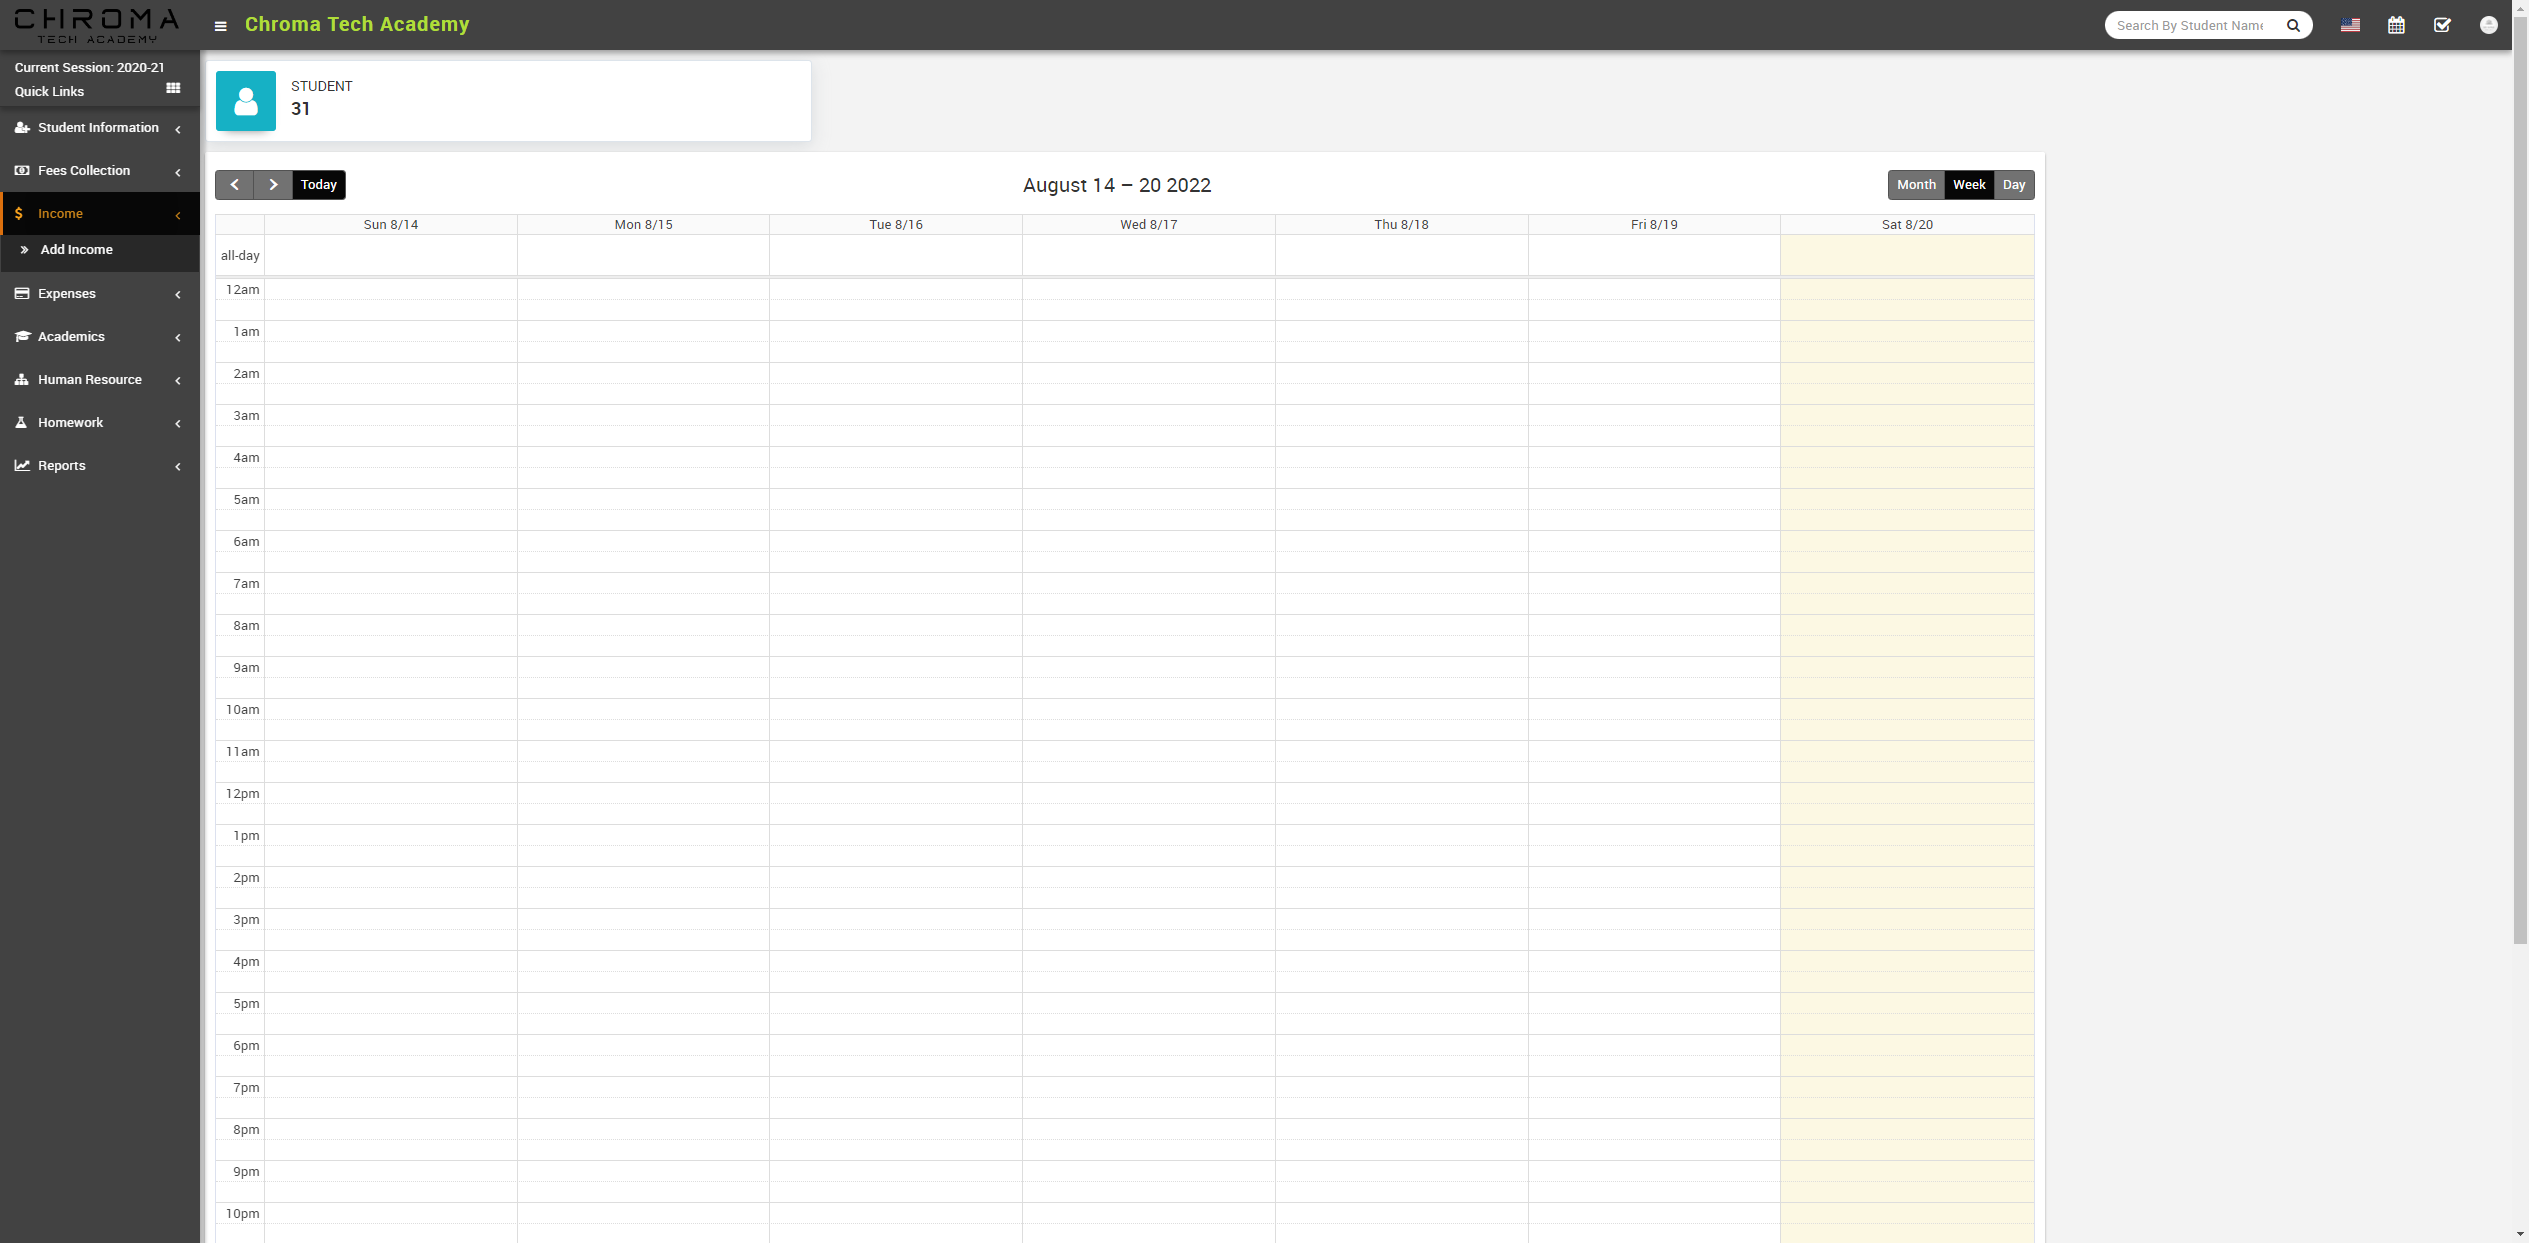 CHROMA
TECH ACADEMY
Chroma Tech Academy
Search By Student Name
Current Session: 2020-21
Quick Links
Student Information
Fees Collection
Income
Add Income
Expenses
Academics
Human Resource
Homework
Reports
STUDENT
31
Today
August 14 – 20 2022
Month Week Day
Sun 8/14 Mon 8/15 Tue 8/16 Wed 8/17 Thu 8/18 Fri 8/19 Sat 8/20
all-day
12am
1am
2am
3am
4am
5am
6am
7am
8am
9am
10am
11am
12pm
1pm
2pm
3pm
4pm
5pm
6pm
7pm
8pm
9pm
10pm